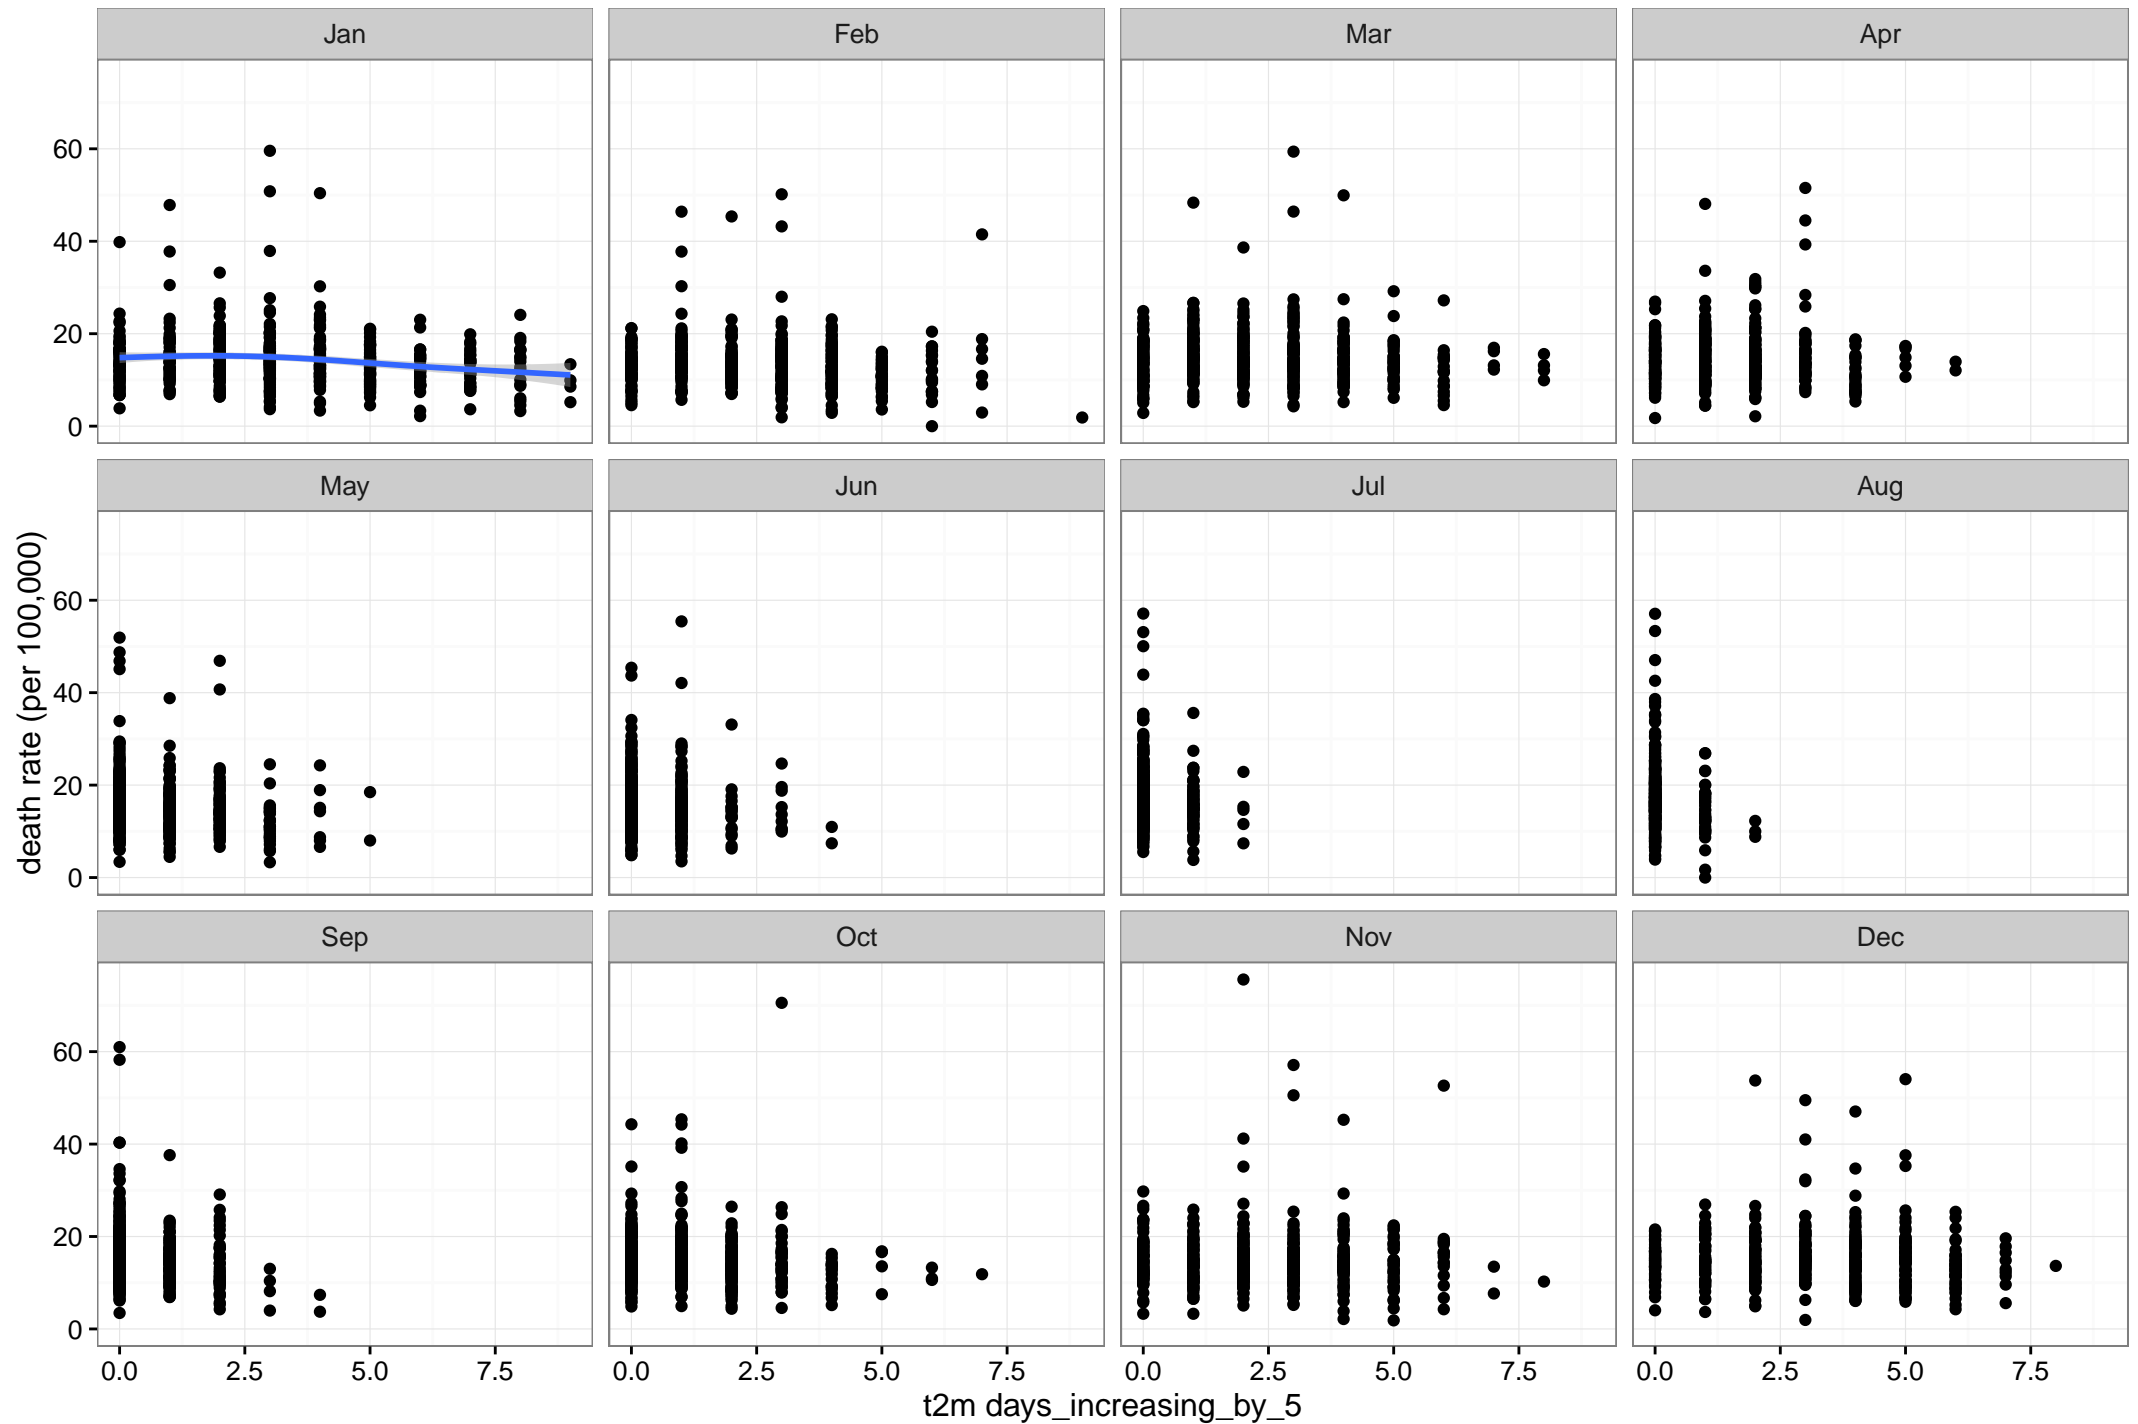 Jan Feb Mar Apr
60
40
20
0
May Jun Jul Aug
60
40
20
0
death rate (per 100,000)
Sep Oct Nov Dec
60
40
20
0
0.0 2.5 5.0 7.5 0.0 2.5 5.0 7.5 0.0 2.5 5.0 7.5 0.0 2.5 5.0 7.5
t2m days_increasing_by_5